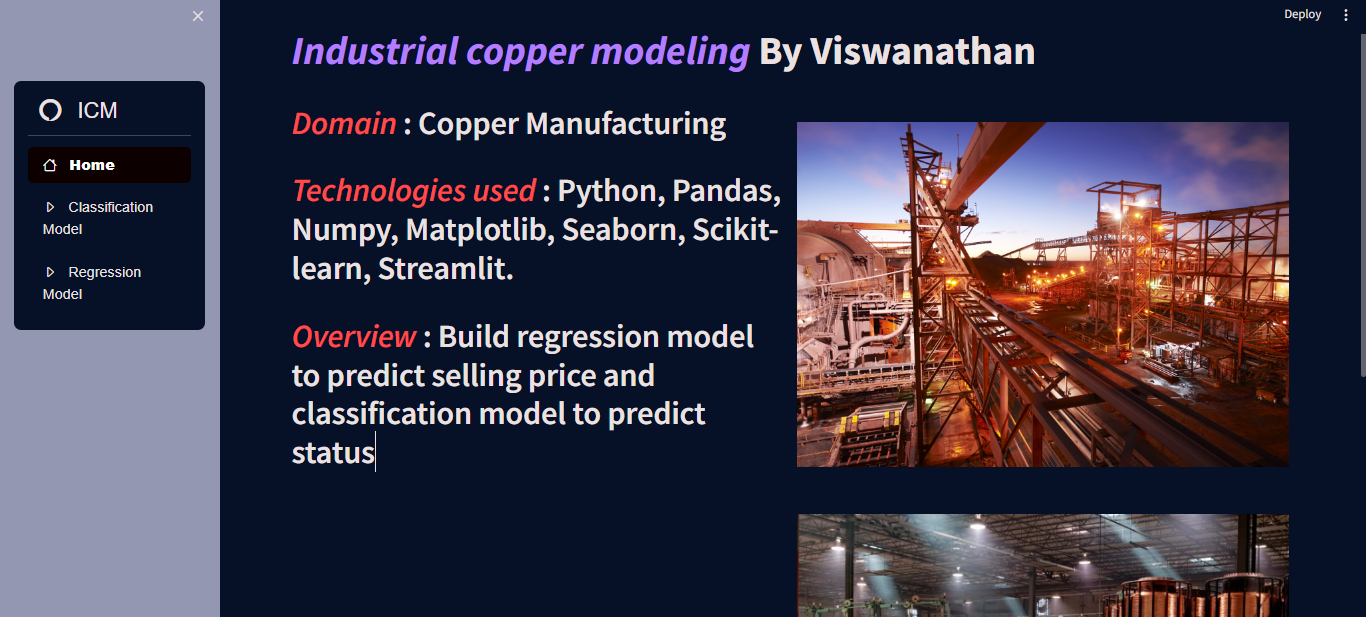 Deploy
ICM
Home
Classification
Model
Regression
Model
Industrial copper modeling By Viswanathan
Domain : Copper Manufacturing
Technologies used : Python, Pandas,
Numpy, Matplotlib, Seaborn, Scikit-
learn, Streamlit.
Overview : Build regression model
to predict selling price and
classification model to predict
status